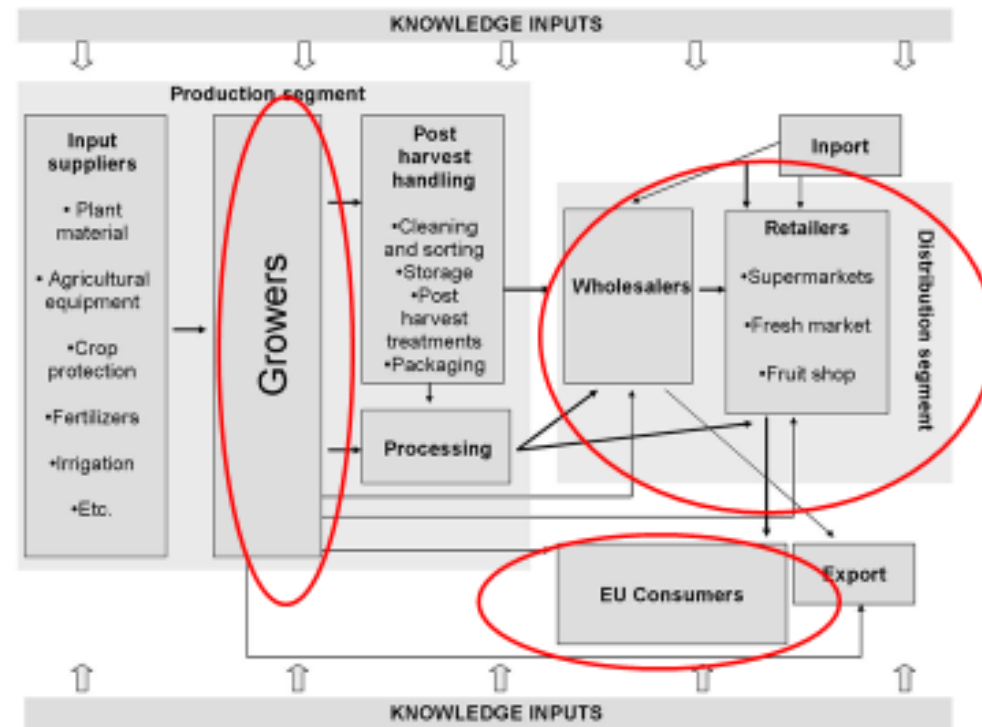 KNOWLEDGE INPUTS
Production segment
Input
suppliers
• Plant
material
• Agricultural
equipment
•Crop
protection
•Fertilizers
•Irrigation
•Etc.
Growers
Post
harvest
handling
•Cleaning
and sorting
•Storage
•Post
harvest
treatments
•Packaging
Processing
Inport
Wholesalers
Retailers
•Supermarkets
•Fresh market
•Fruit shop
Distribution segment
EU Consumers
Export
KNOWLEDGE INPUTS